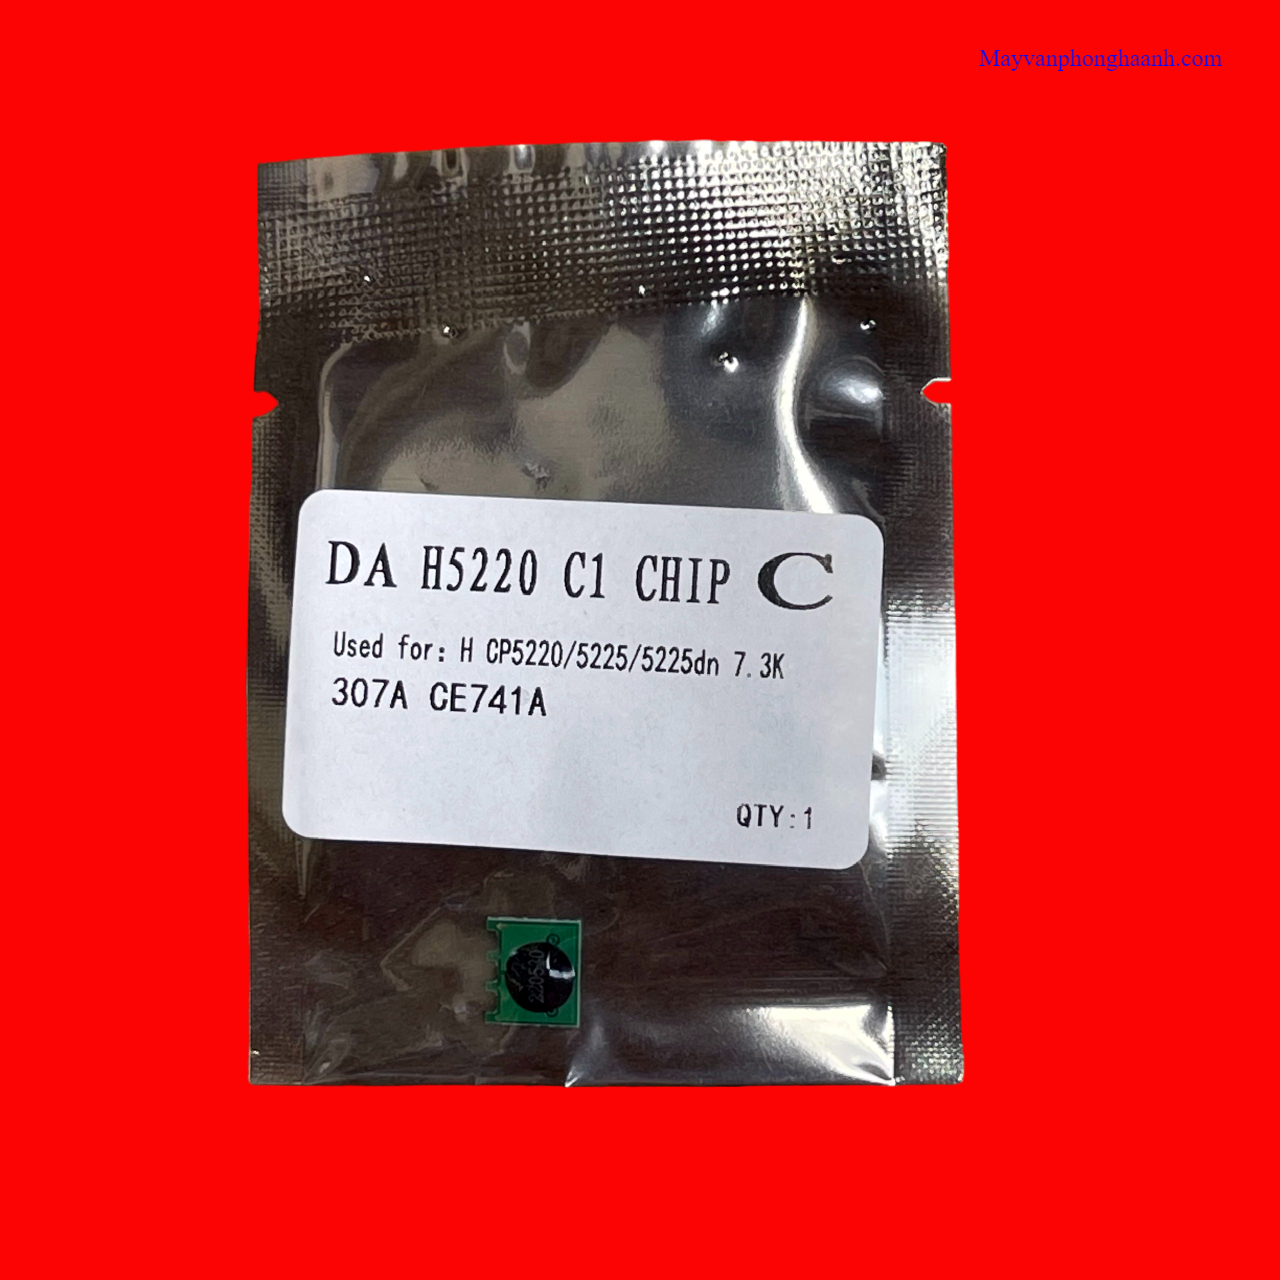 Mayvanphonghaanh.com
DA H5220 C1 CHIP C
Used for: H CP5220/5225/5225dn 7.3K
307A CE741A
QTY:1